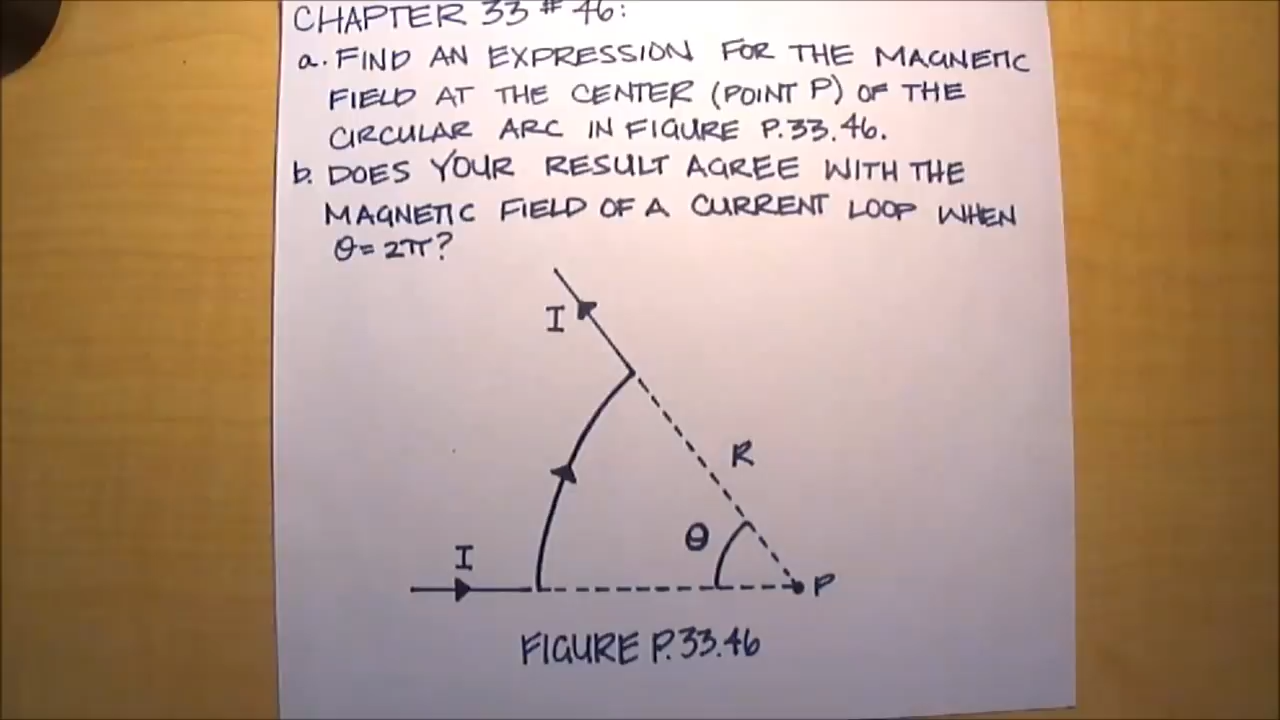 CHAPTER 33 # 46:
a. FIND AN EXPRESSION FOR THE MAGNETIC
FIELD AT THE CENTER (POINT P) OF THE
CIRCULAR ARC IN FIGURE P.33.46.
b. DOES YOUR RESULT AGREE WITH THE
MAGNETIC FIELD OF A CURRENT LOOP WHEN
θ = 2π?
I
R
θ
I
P
FIGURE P.33.46